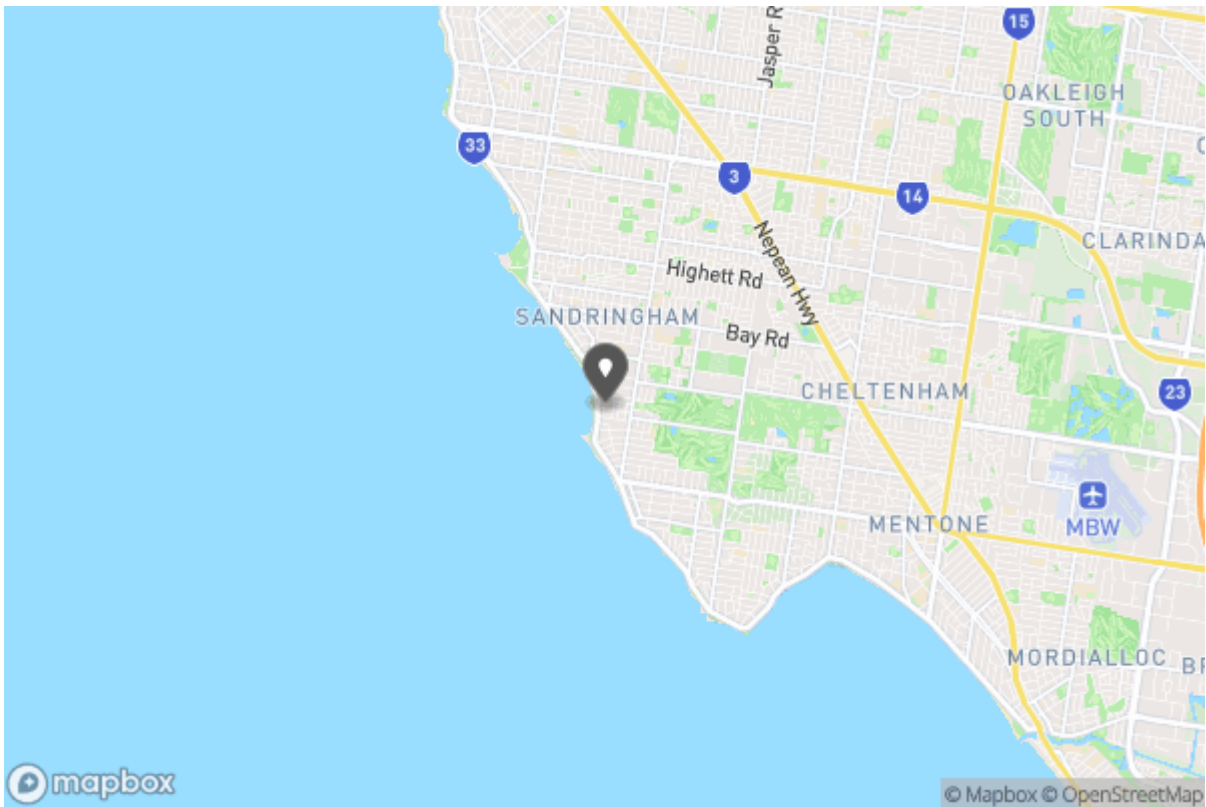 15
Jasper R
OAKLEIGH
SOUTH
33
3
14
CLARINDA
Nepean Hwy
Highett Rd
SANDRINGHAM
Bay Rd
CHELTENHAM
23
MENTONE
MBW
MORDIALLOC
BR
mapbox
© Mapbox © OpenStreetMap